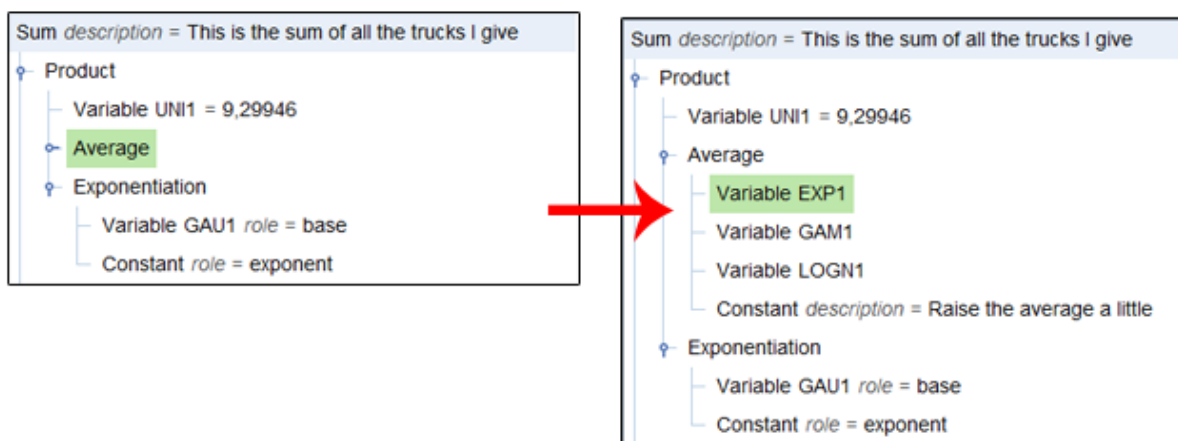 Sum description = This is the sum of all the trucks I give
Product
Variable UNI1 = 9,29946
Average
Exponentiation
Variable GAU1 role = base
Constant role = exponent
Sum description = This is the sum of all the trucks I give
Product
Variable UNI1 = 9,29946
Average
Variable EXP1
Variable GAM1
Variable LOGN1
Constant description = Raise the average a little
Exponentiation
Variable GAU1 role = base
Constant role = exponent